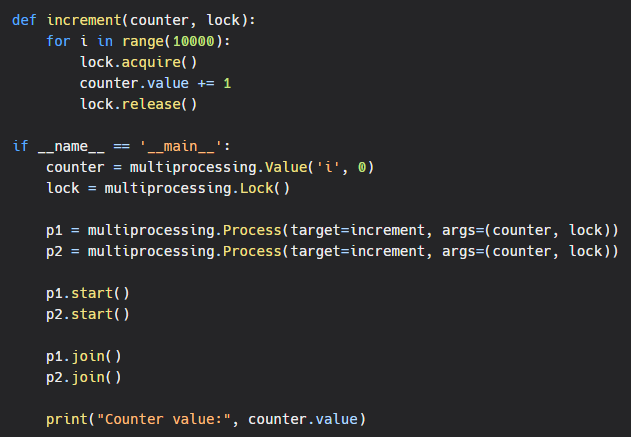 def increment(counter, lock):
    for i in range(10000):
        lock.acquire()
        counter.value += 1
        lock.release()

if __name__ == '__main__':
    counter = multiprocessing.Value('i', 0)
    lock = multiprocessing.Lock()

    p1 = multiprocessing.Process(target=increment, args=(counter, lock))
    p2 = multiprocessing.Process(target=increment, args=(counter, lock))

    p1.start()
    p2.start()

    p1.join()
    p2.join()

    print("Counter value:", counter.value)